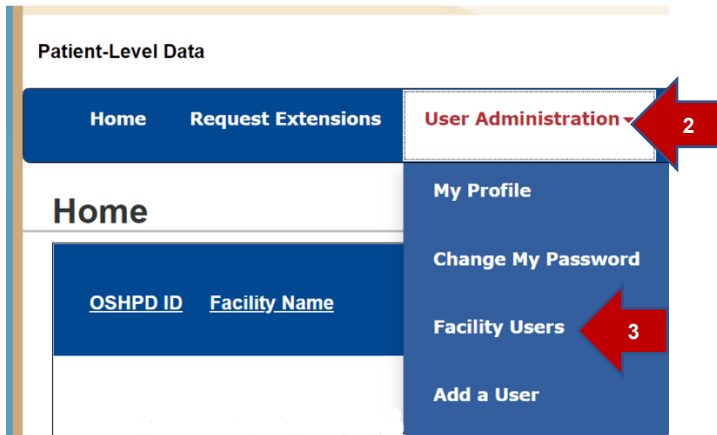 Patient-Level Data
Home Request Extensions User Administration
2
Home
My Profile
Change My Password
OSHPD ID Facility Name
Facility Users
3
Add a User